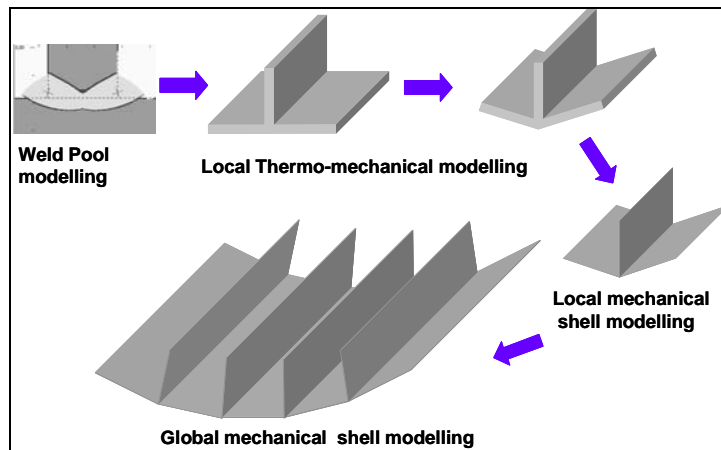 Weld Pool
modelling
Local Thermo-mechanical modelling
Local mechanical
shell modelling
Global mechanical shell modelling